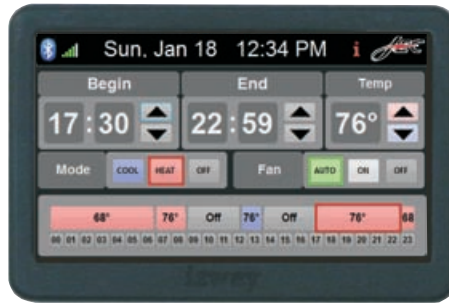 Sun, Jan 18 12:34 PM i
Begin End Temp
17 : 30 22 : 59 76°
Mode COOL HEAT OFF Fan AUTO ON OFF
68° 76° Off 76° Off 76° 68
00 01 02 03 04 05 06 07 08 09 10 11 12 13 14 15 16 17 18 19 20 21 22 23